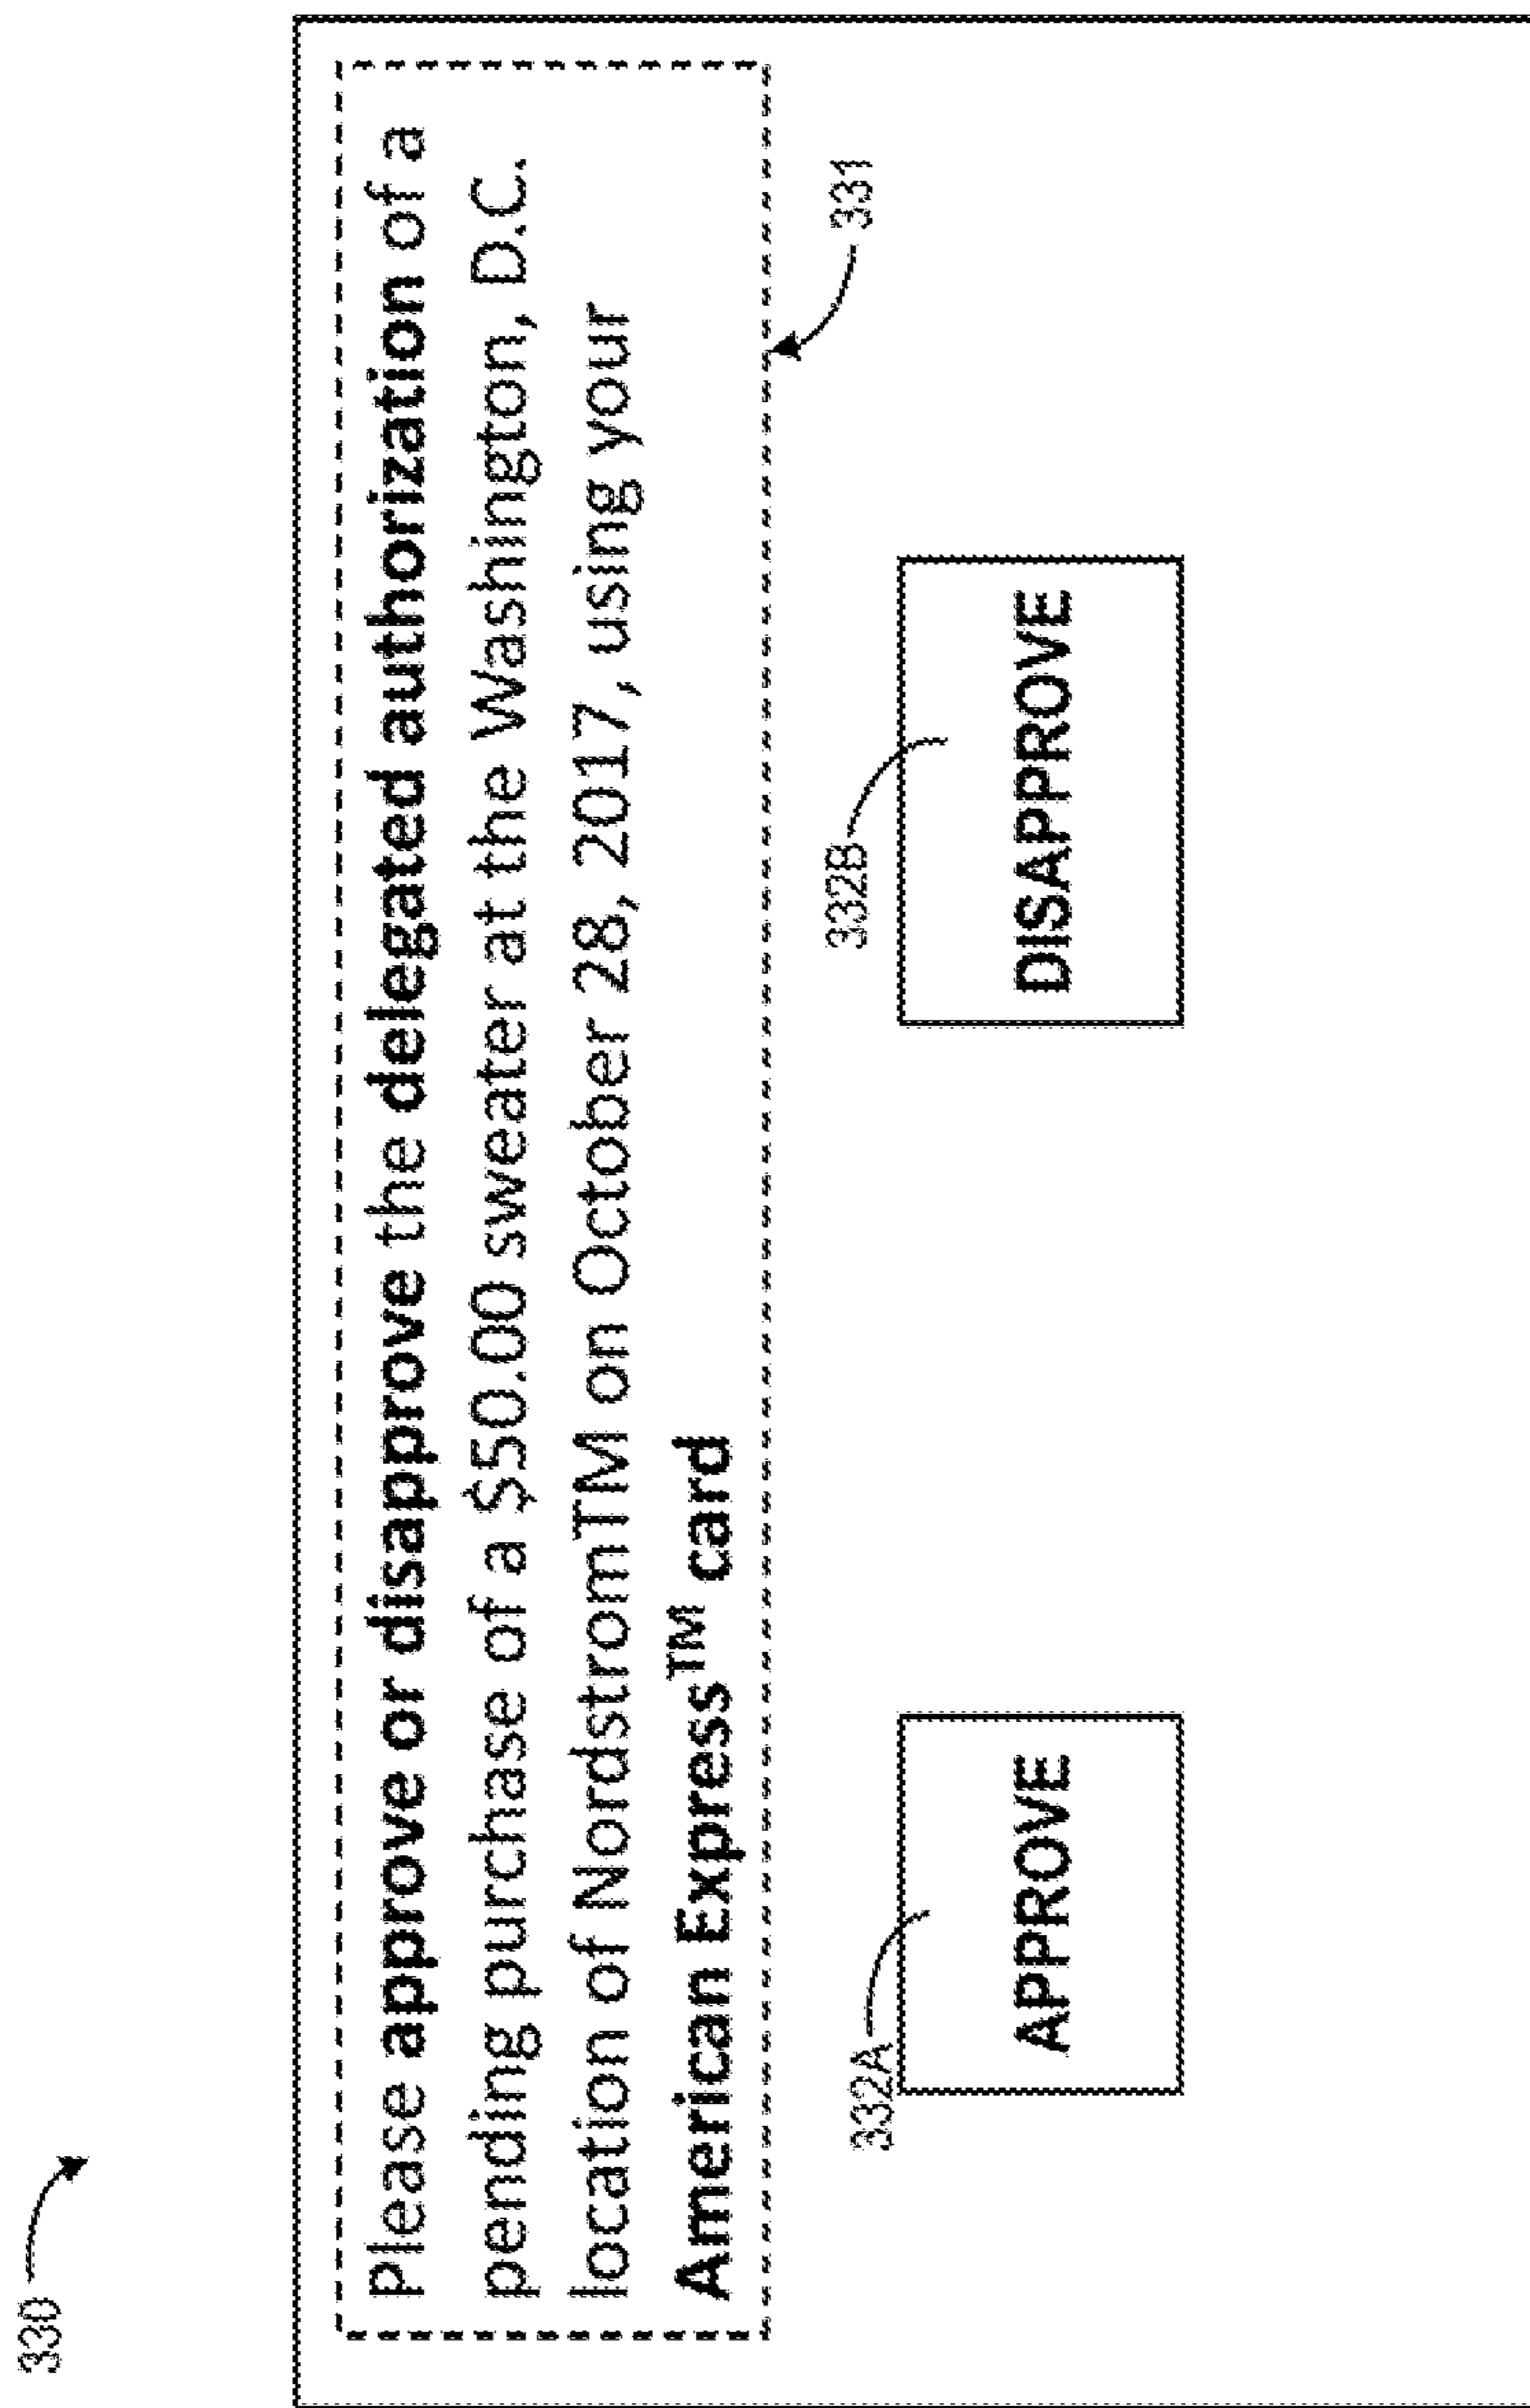 330
Please approve or disapprove the delegated authorization of a
pending purchase of a $50.00 sweater at the Washington, D.C.
location of NordstromTM on October 28, 2017, using your
American Express™ card
331
332A
332B
APPROVE
DISAPPROVE